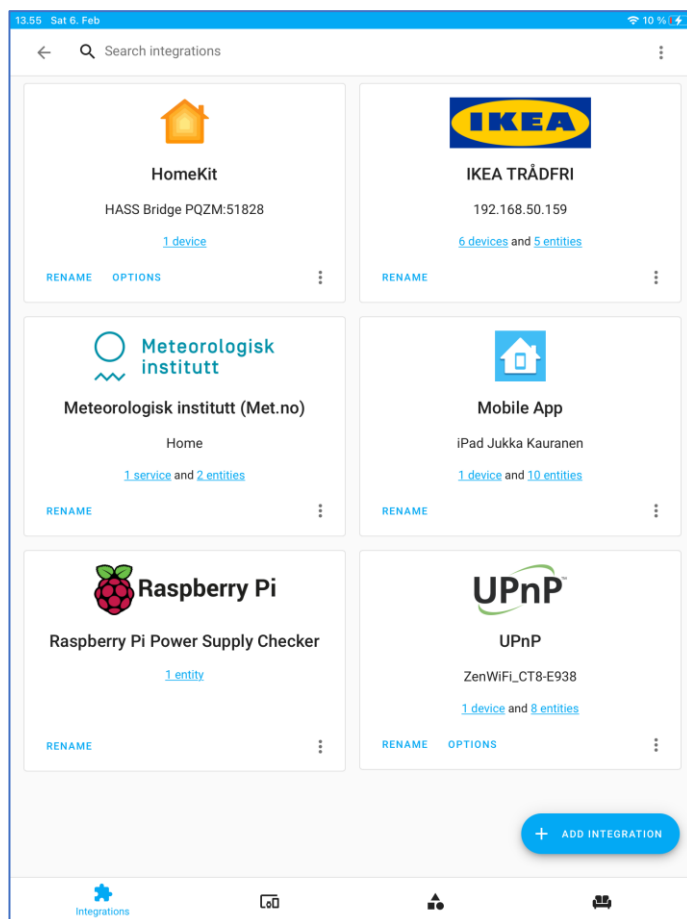 13.55 Sat 6. Feb
10 %
Search integrations
HomeKit
HASS Bridge PQZM:51828
1 device
RENAME OPTIONS
IKEA
IKEA TRÅDFRI
192.168.50.159
6 devices and 5 entities
RENAME
Meteorologisk
institutt
Meteorologisk institutt (Met.no)
Home
1 service and 2 entities
RENAME
Mobile App
iPad Jukka Kauranen
1 device and 10 entities
RENAME
Raspberry Pi
Raspberry Pi Power Supply Checker
1 entity
RENAME
UPnP™
UPnP
ZenWiFi_CT8-E938
1 device and 8 entities
RENAME OPTIONS
+ ADD INTEGRATION
Integrations